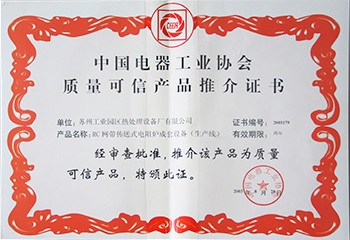 中国电器工业协会
质量可信产品推介证书
单位：苏州工业园区热处理设备厂有限公司 证书编号：2005179
产品名称：RC网带传送式电阻炉成套设备（生产线） 有效期限：两年
经审查批准，推介该产品为质量
可信产品，特颁此证。